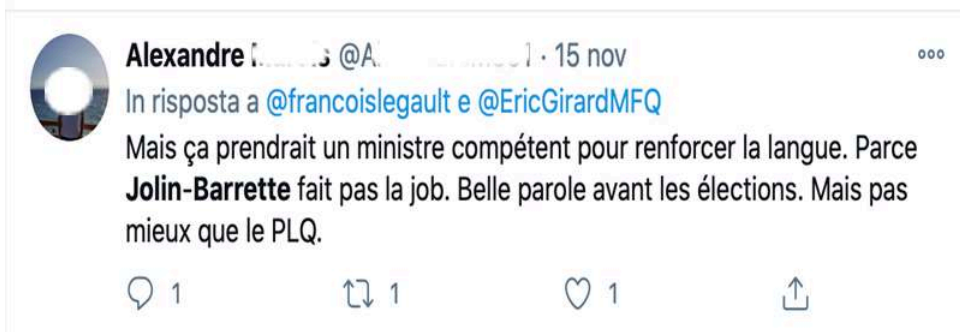 Alexandre @A · 15 nov
In risposta a @francoislegault e @EricGirardMFQ
Mais ça prendrait un ministre compétent pour renforcer la langue. Parce
Jolin-Barrette fait pas la job. Belle parole avant les élections. Mais pas
mieux que le PLQ.
1 1 1